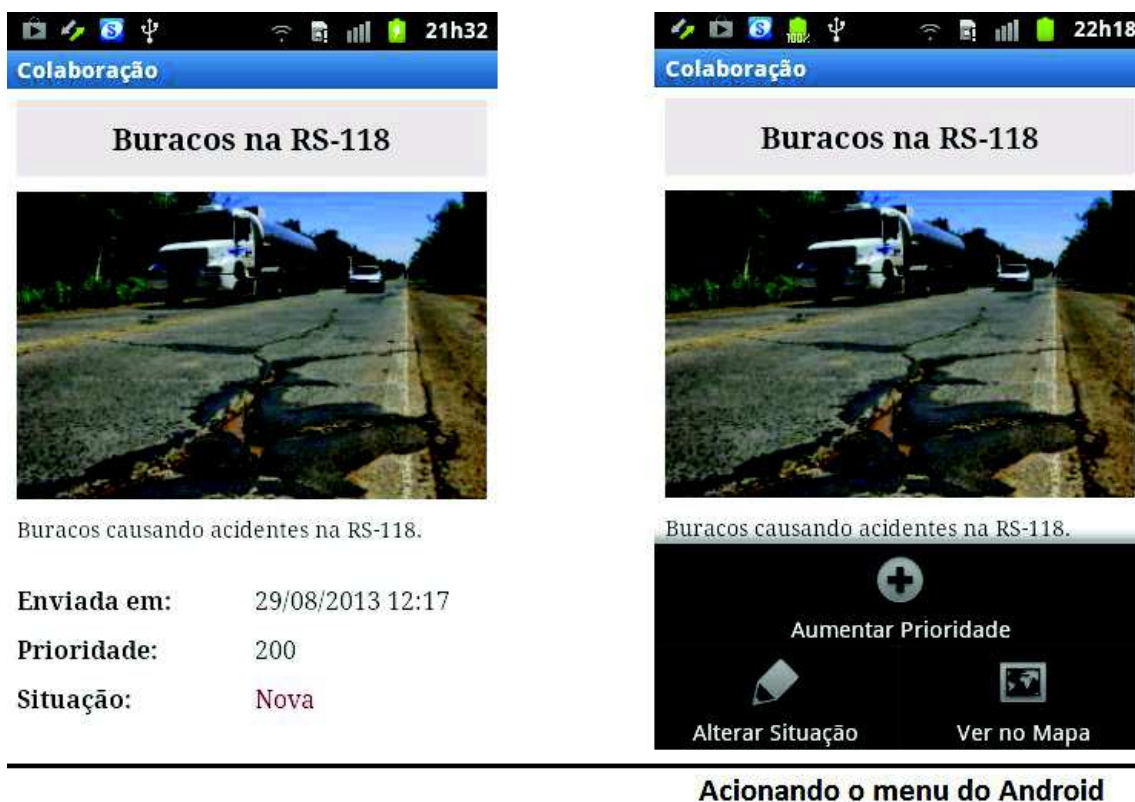 21h32
Colaboração
Buracos na RS-118
Buracos causando acidentes na RS-118.
Enviada em: 29/08/2013 12:17
Prioridade: 200
Situação: Nova
100%
22h18
Colaboração
Buracos na RS-118
Buracos causando acidentes na RS-118.
Aumentar Prioridade
Alterar Situação
Ver no Mapa
Acionando o menu do Android